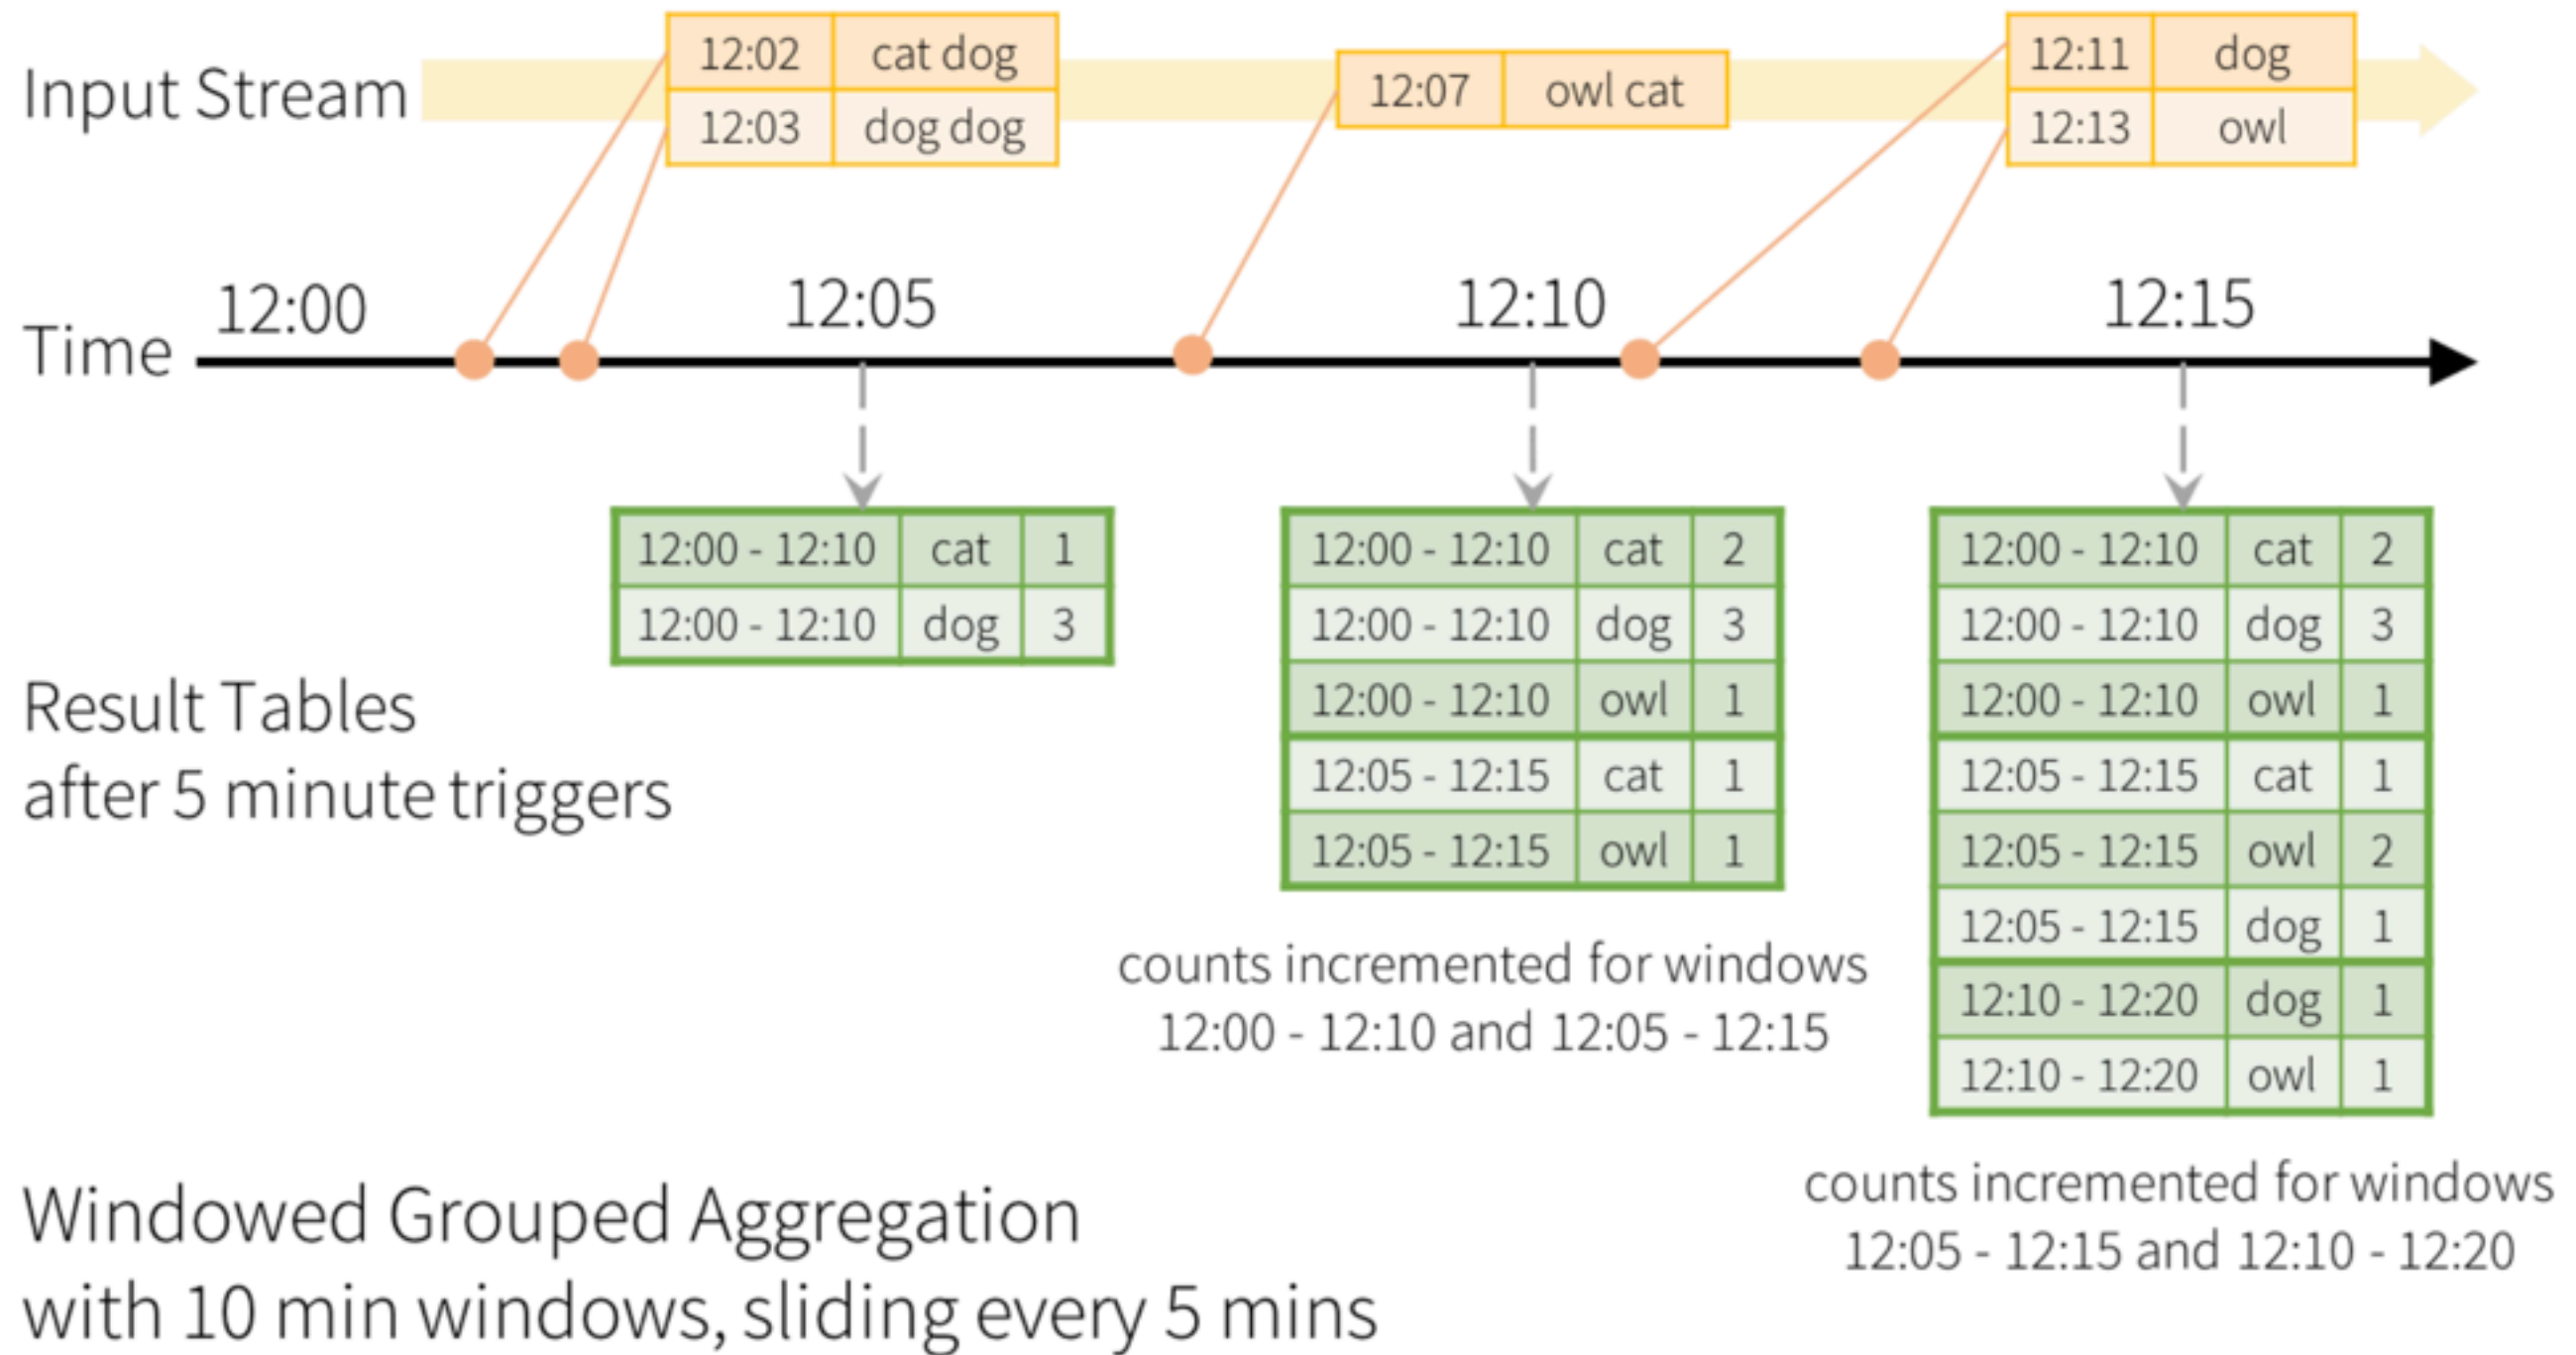 Input Stream
12:02 cat dog
12:03 dog dog
12:07 owl cat
12:11 dog
12:13 owl
Time
12:00
12:05
12:10
12:15
Result Tables
after 5 minute triggers
12:00 - 12:10 cat 1
12:00 - 12:10 dog 3
12:00 - 12:10 cat 2
12:00 - 12:10 dog 3
12:00 - 12:10 owl 1
12:05 - 12:15 cat 1
12:05 - 12:15 owl 1
counts incremented for windows
12:00 - 12:10 and 12:05 - 12:15
12:00 - 12:10 cat 2
12:00 - 12:10 dog 3
12:00 - 12:10 owl 1
12:05 - 12:15 cat 1
12:05 - 12:15 owl 2
12:05 - 12:15 dog 1
12:10 - 12:20 dog 1
12:10 - 12:20 owl 1
counts incremented for windows
12:05 - 12:15 and 12:10 - 12:20
Windowed Grouped Aggregation
with 10 min windows, sliding every 5 mins